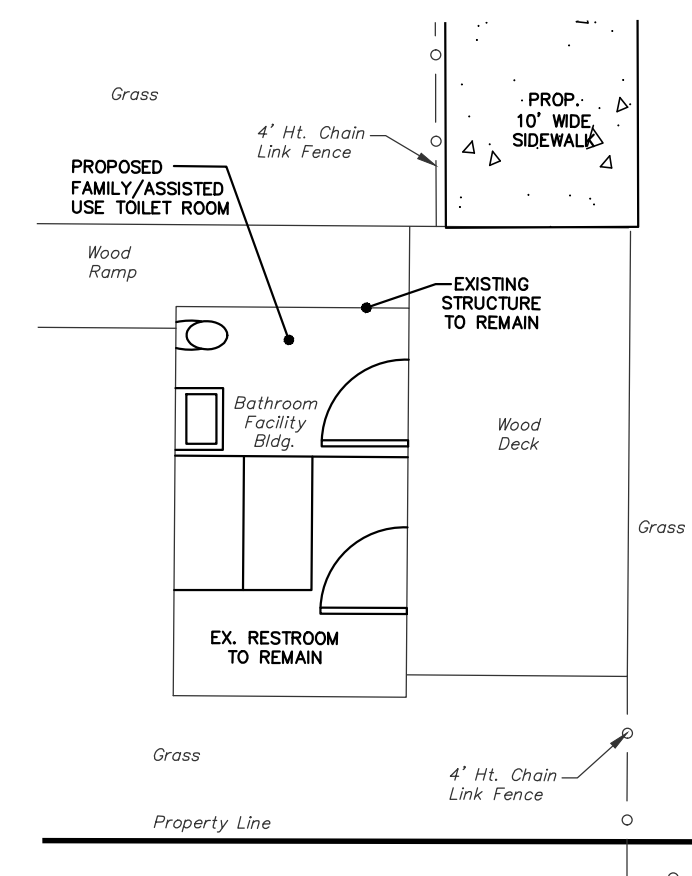 Grass
PROP.
10' WIDE
SIDEWALK
4' Ht. Chain
Link Fence
PROPOSED
FAMILY/ASSISTED
USE TOILET ROOM
Wood
Ramp
EXISTING
STRUCTURE
TO REMAIN
Bathroom
Facility
Bldg.
Wood
Deck
Grass
EX. RESTROOM
TO REMAIN
Grass
4' Ht. Chain
Link Fence
Property Line